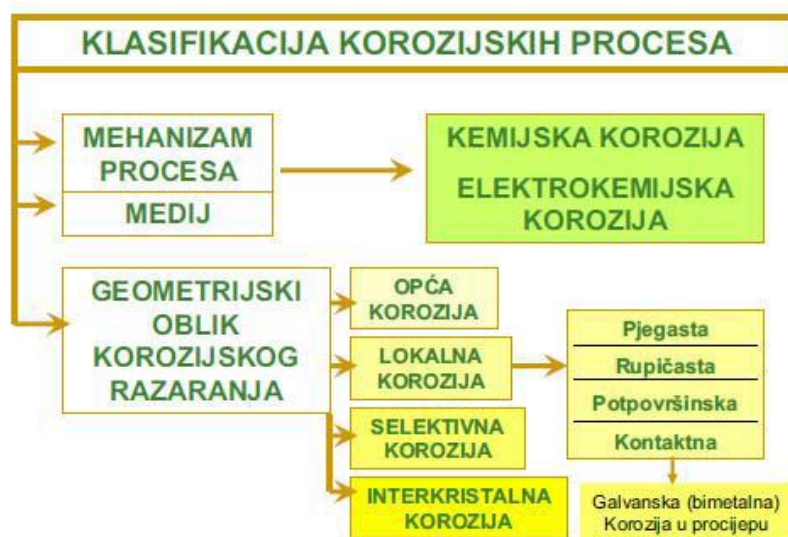 KLASIFIKACIJA KOROZIJSKIH PROCESA
MEHANIZAM
PROCESA
MEDIJ
KEMIJSKA KOROZIJA
ELEKTROKEMIJSKA
KOROZIJA
GEOMETRIJSKI
OBLIK
KOROZIJSKOG
RAZARANJA
OPĆA
KOROZIJA
LOKALNA
KOROZIJA
SELEKTIVNA
KOROZIJA
INTERKRISTALNA
KOROZIJA
Pjegasta
Rupičasta
Potpovršinska
Kontaktna
Galvanska (bimetalna)
Korozija u procijepu